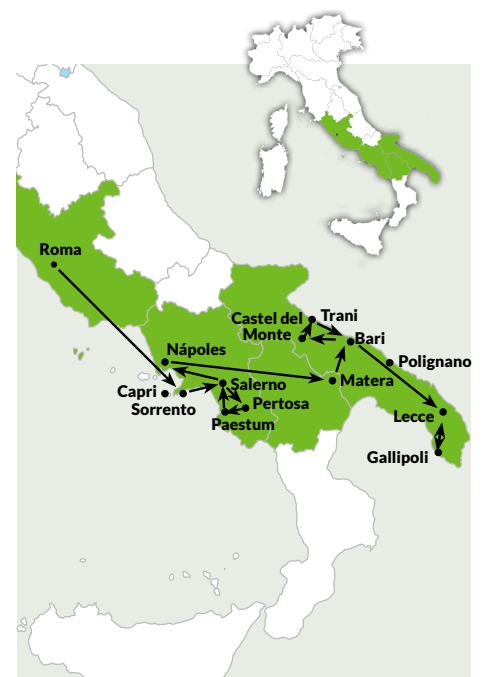 Roma
Castel del
Monte
Trani
Bari
Nápoles
Polignano
Matera
Capri
Sorrento
Salerno
Pertosa
Paestum
Lecce
Gallipoli